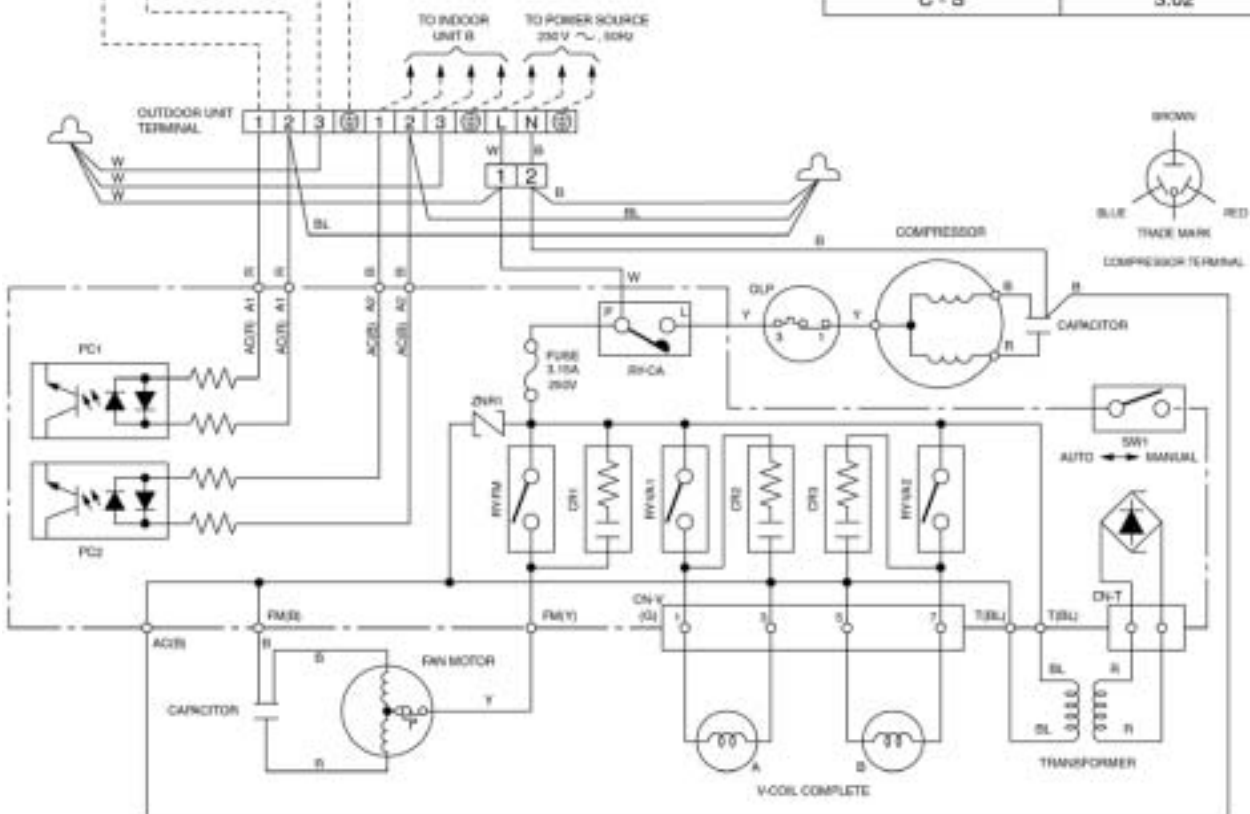 C - S 3.02
TO INDOOR
UNIT B
TO POWER SOURCE
230 V ~, 50Hz
OUTDOOR UNIT
TERMINAL
1 2 3 1 2 3 L N
W B
1 2
W
W
W
B
BL
BL
B
BROWN
BLUE RED
TRADE MARK
COMPRESSOR TERMINAL
COMPRESSOR
R R B B
A1 A1 A2 A2
AC(R) AC(R) AC(B) AC(B)
W
P L
RY-CA
OLP
3 1
Y Y
B
R
B
CAPACITOR
PC1
PC2
FUSE
3.15A
250V
ZNR1
SW1
AUTO MANUAL
RY-FM
CR1
RY-VA1
CR2
CR3
RY-VA2
CN-V
(G) 1 3 5 7
CN-T
AC(B)
FM(B)
FM(Y)
T(BL) T(BL)
B
B
FAN MOTOR
CAPACITOR
Y
R
A
B
V-COIL COMPLETE
BL R
BL R
TRANSFORMER